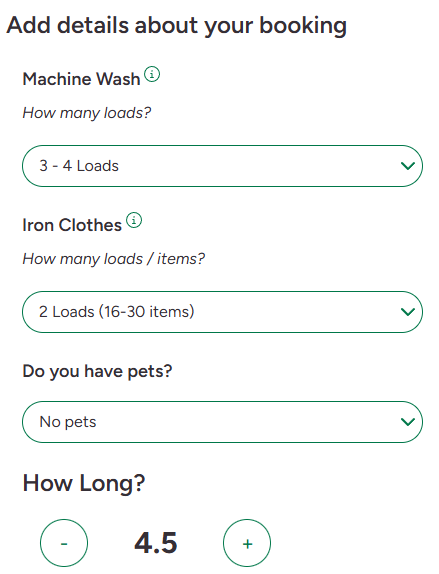 Add details about your booking
Machine Wash i
How many loads?
3 - 4 Loads
Iron Clothes i
How many loads / items?
2 Loads (16-30 items)
Do you have pets?
No pets
How Long?
- 4.5 +